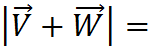 |V⃗ + W⃗| =